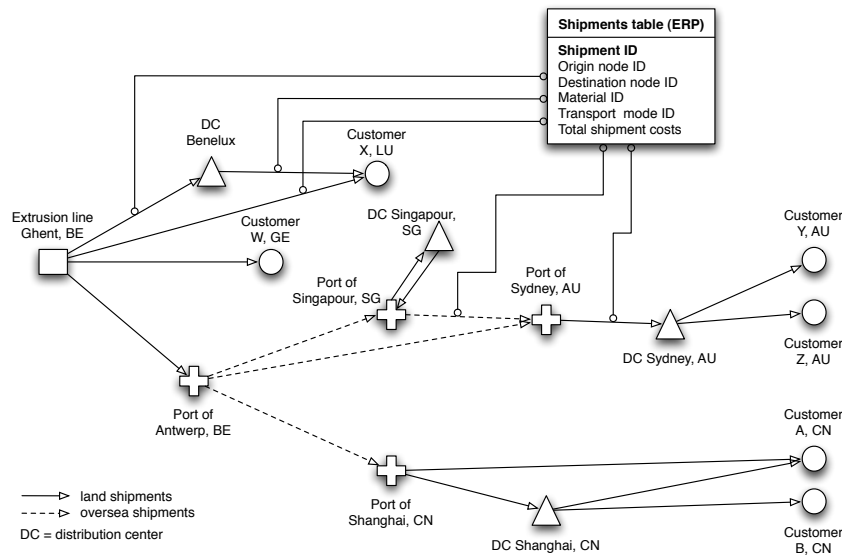 Shipments table (ERP)
Shipment ID
Origin node ID
Destination node ID
Material ID
Transport mode ID
Total shipment costs
DC
Benelux
Customer
X, LU
Extrusion line
Ghent, BE
Customer
W, GE
DC Singapour,
SG
Port of
Singapour, SG
Port of
Sydney, AU
Customer
Y, AU
Customer
Z, AU
DC Sydney, AU
Port of
Antwerp, BE
Customer
A, CN
Port of
Shanghai, CN
DC Shanghai, CN
Customer
B, CN
land shipments
oversea shipments
DC = distribution center